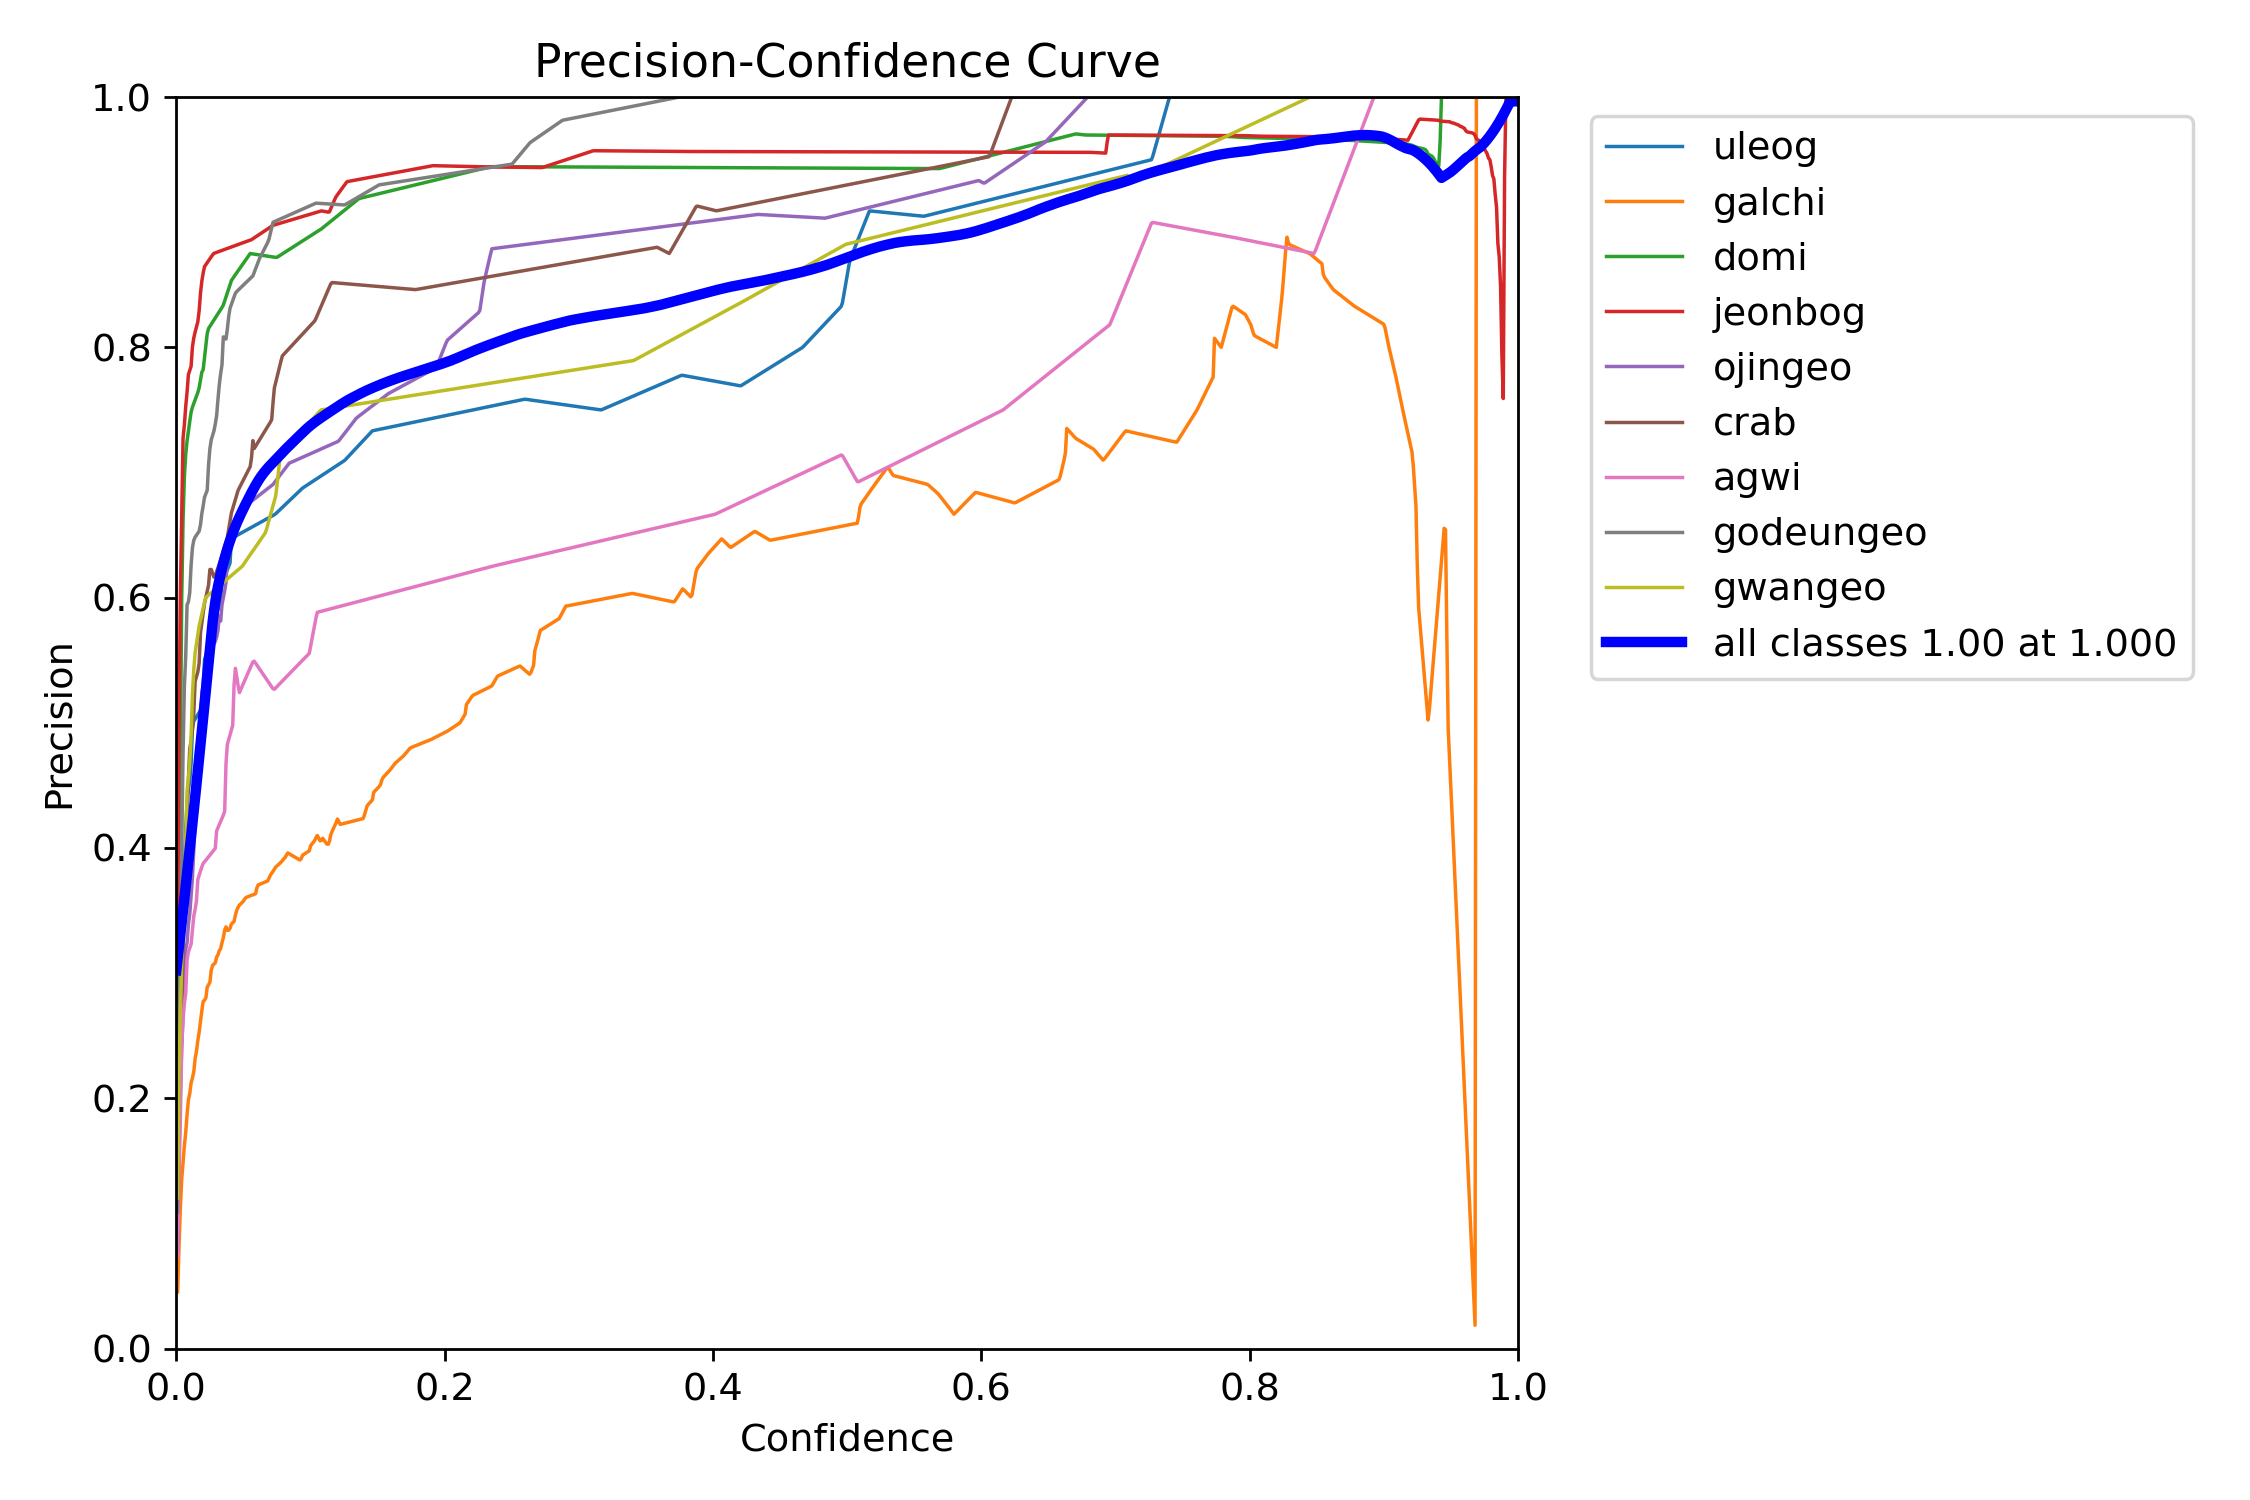 Precision-Confidence Curve
1.0
0.8
0.6
0.4
0.2
0.0
Precision
0.0 0.2 0.4 0.6 0.8 1.0
Confidence
uleog
galchi
domi
jeonbog
ojingeo
crab
agwi
godeungeo
gwangeo
all classes 1.00 at 1.000